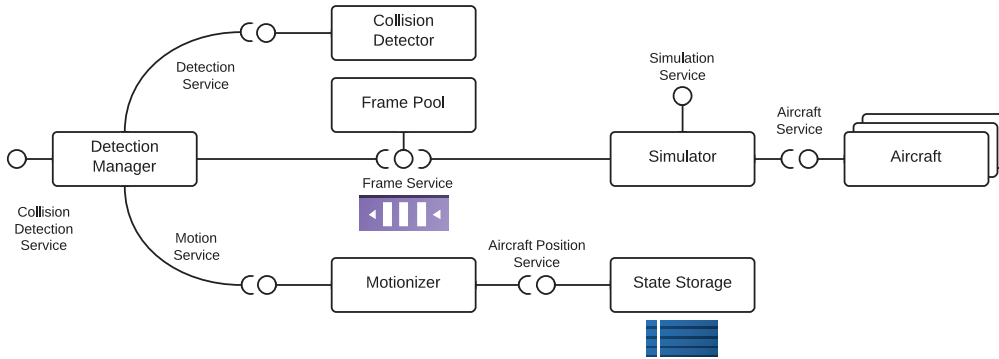 Collision
Detector
Detection
Service
Frame Pool
Simulation
Service
Aircraft
Service
Detection
Manager
Simulator
Aircraft
Frame Service
Collision
Detection
Service
Motion
Service
Aircraft Position
Service
Motionizer
State Storage